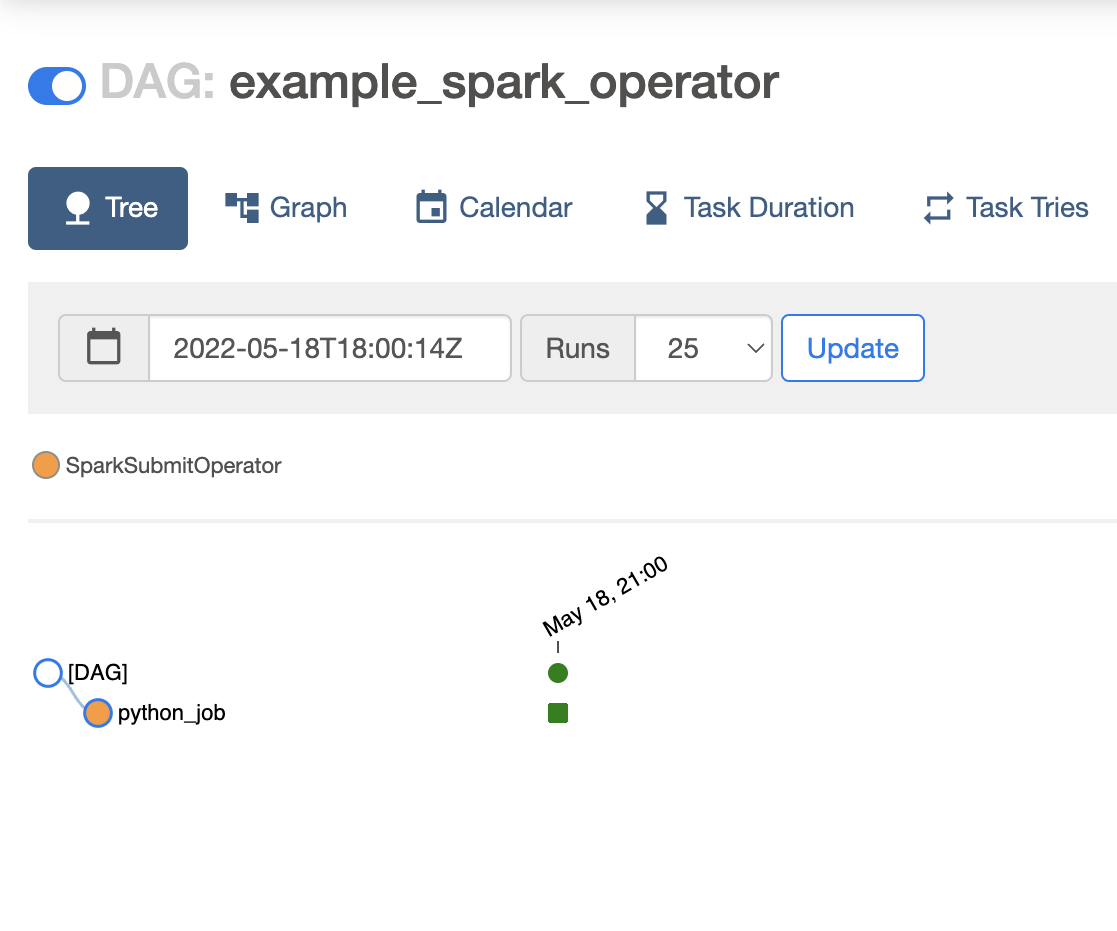 DAG: example_spark_operator
Tree Graph Calendar Task Duration Task Tries
2022-05-18T18:00:14Z Runs 25 Update
SparkSubmitOperator
May 18, 21:00
[DAG]
python_job